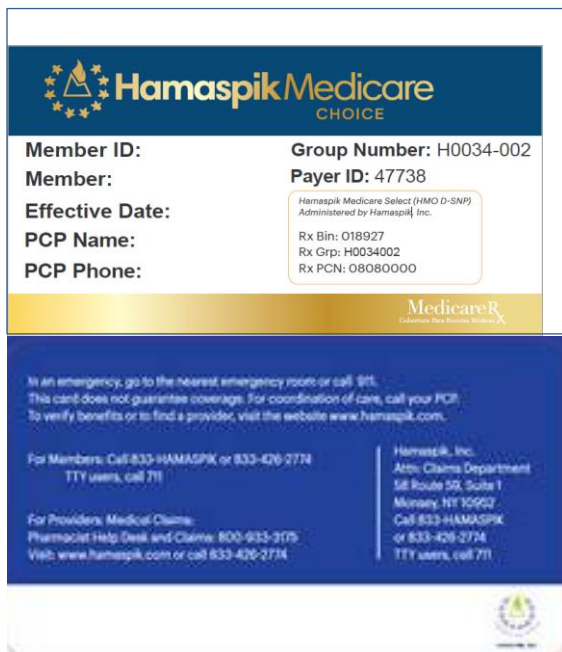 HamaspikMedicare
CHOICE
Member ID:
Member:
Effective Date:
PCP Name:
PCP Phone:
Group Number: H0034-002
Payer ID: 47738
Hamaspik Medicare Select (HMO D-SNP)
Administered by Hamaspik, Inc.
Rx Bin: 018927
Rx Grp: H0034002
Rx PCN: 08080000
MedicareRx
In an emergency, go to the nearest emergency room or call 911.
This card does not guarantee coverage. For coordination of care, call your PCP.
To verify benefits or to find a provider, visit the website www.hamaspik.com.
For Members: Call 833-HAMASPIK or 833-426-2774
TTY users, call 711
For Providers: Medical Claims:
Pharmacist Help Desk and Claims: 800-933-3175
Visit: www.hamaspik.com or call 833-426-2774
Hamaspik, Inc.
Attn: Claims Department
58 Route 59, Suite 1
Monsey, NY 10952
Call 833-HAMASPIK
or 833-426-2774
TTY users, call 711